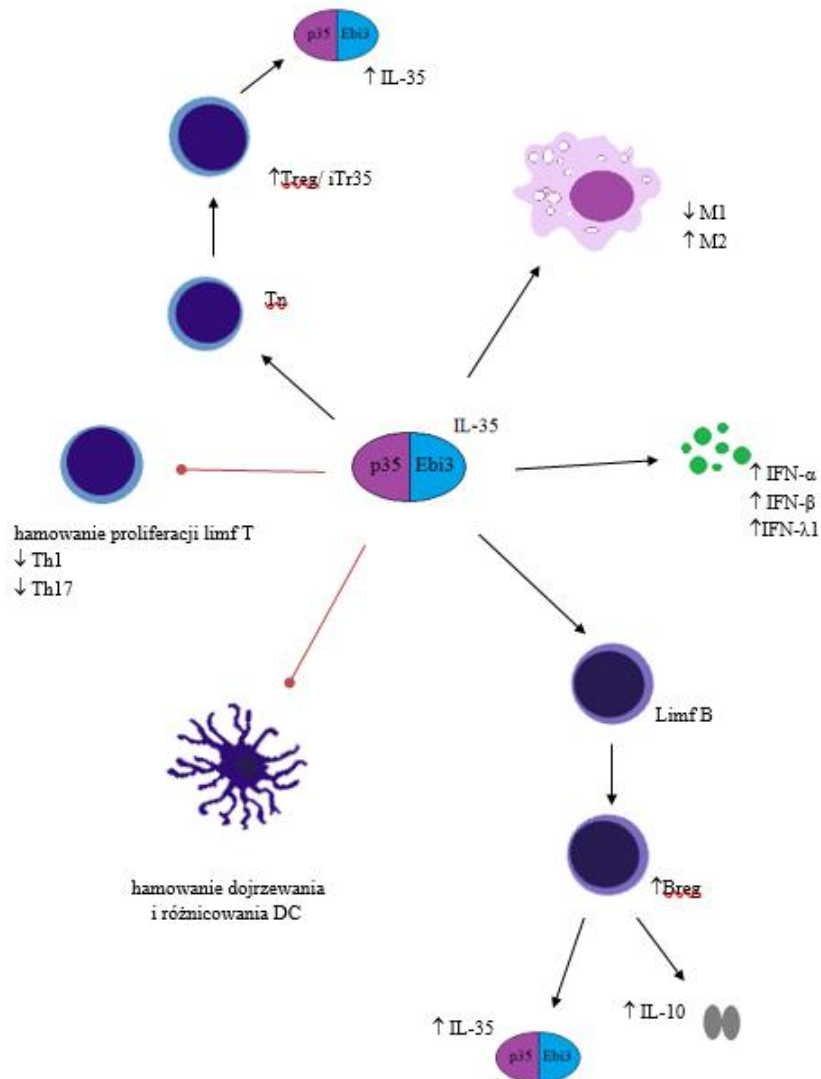 p35 Ebi3
↑ IL-35
↑Treg/ iTr35
↓ M1
↑ M2
Tn
IL-35
p35 Ebi3
↑ IFN-α
↑ IFN-β
↑IFN-λ1
hamowanie proliferacji limf T
↓ Th1
↓ Th17
Limf B
↑Breg
hamowanie dojrzewania
i różnicowania DC
↑ IL-35
↑ IL-10
p35 Ebi3